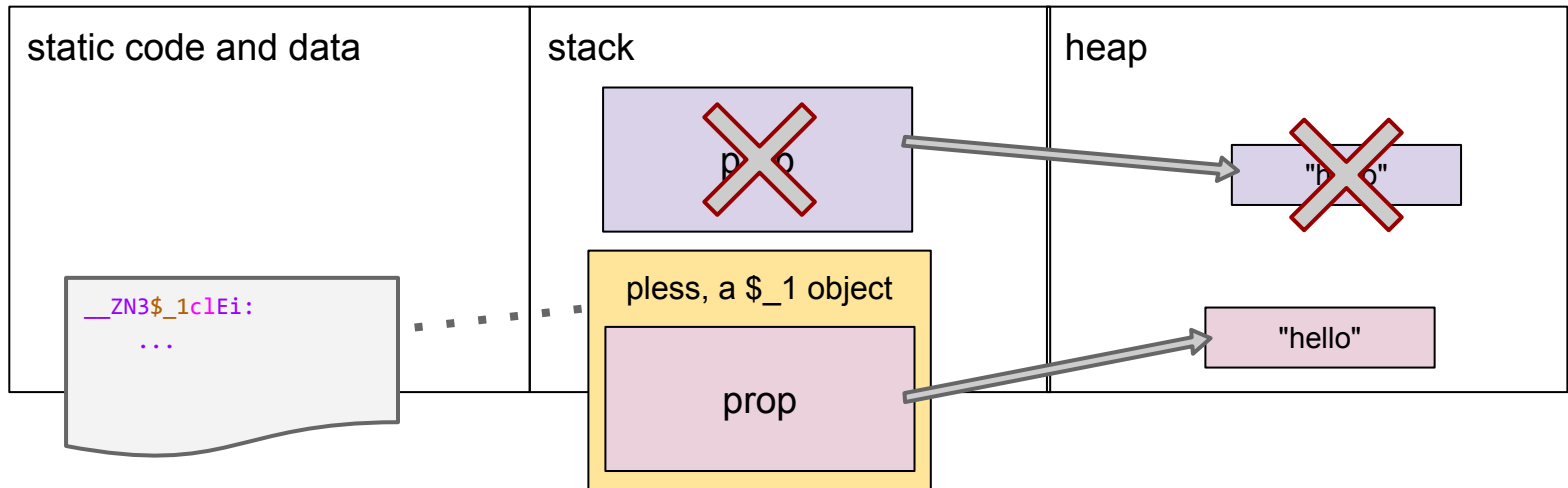 static code and data
stack
heap
"hello"
__ZN3$_1clEi:
...
pless, a $_1 object
prop